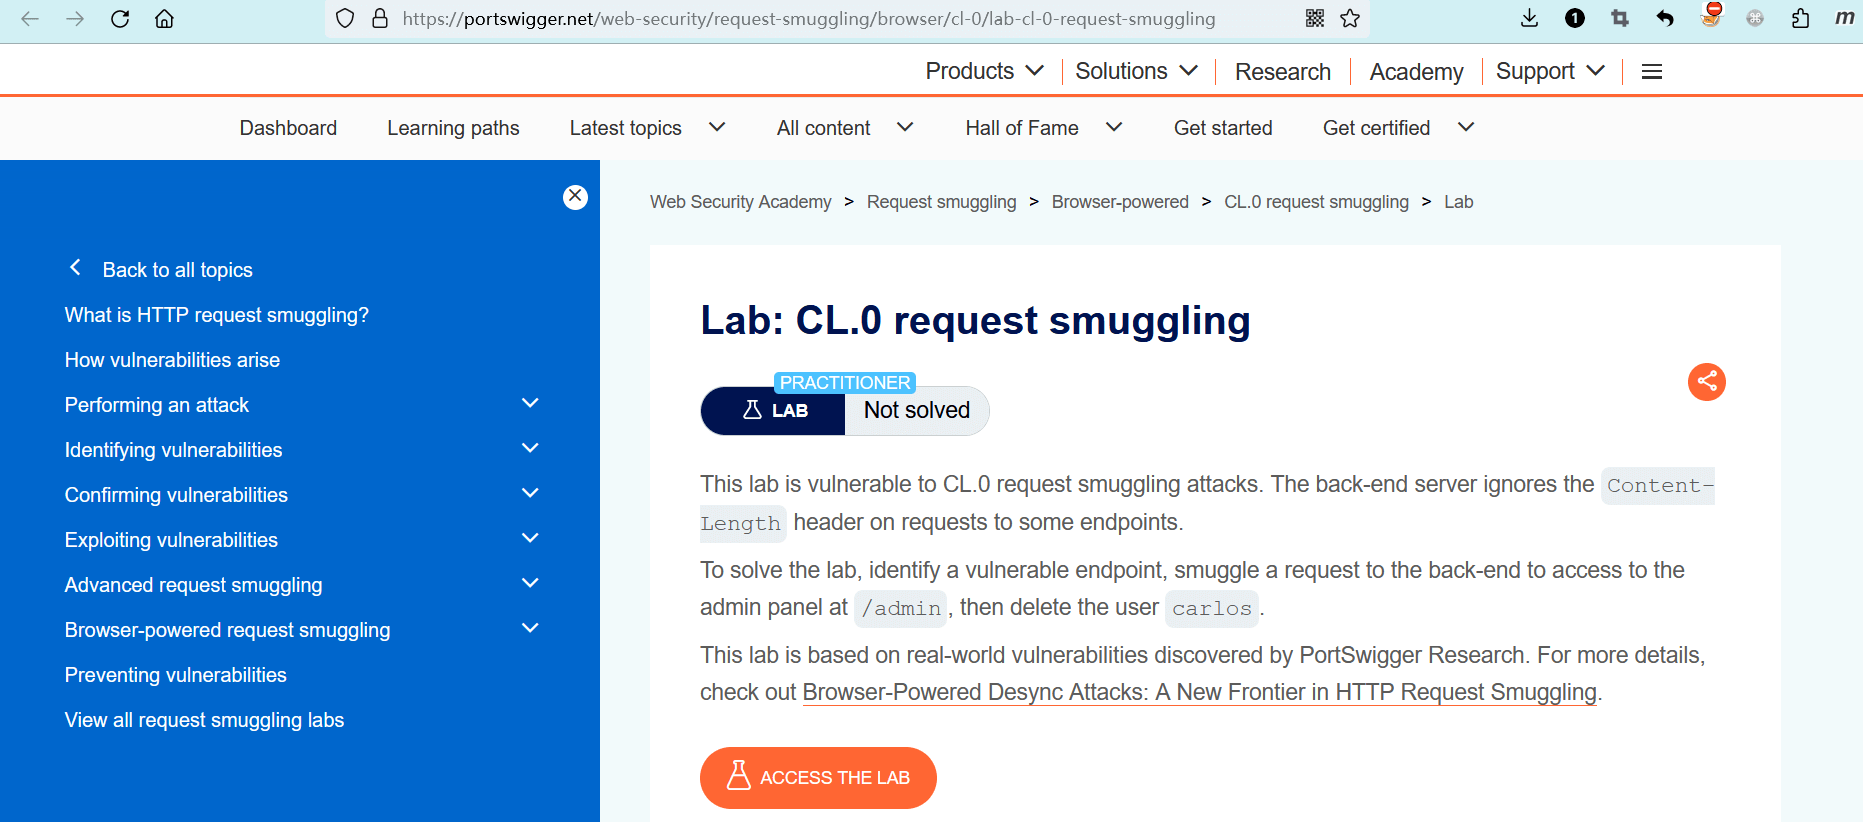 https://portswigger.net/web-security/request-smuggling/browser/cl-0/lab-cl-0-request-smuggling
1
m
Products
Solutions
Research
Academy
Support
Dashboard
Learning paths
Latest topics
All content
Hall of Fame
Get started
Get certified
Back to all topics
What is HTTP request smuggling?
How vulnerabilities arise
Performing an attack
Identifying vulnerabilities
Confirming vulnerabilities
Exploiting vulnerabilities
Advanced request smuggling
Browser-powered request smuggling
Preventing vulnerabilities
View all request smuggling labs
Web Security Academy > Request smuggling > Browser-powered > CL.0 request smuggling > Lab
Lab: CL.0 request smuggling
PRACTITIONER
LAB Not solved
This lab is vulnerable to CL.0 request smuggling attacks. The back-end server ignores the Content-
Length header on requests to some endpoints.
To solve the lab, identify a vulnerable endpoint, smuggle a request to the back-end to access to the
admin panel at /admin, then delete the user carlos.
This lab is based on real-world vulnerabilities discovered by PortSwigger Research. For more details,
check out Browser-Powered Desync Attacks: A New Frontier in HTTP Request Smuggling.
ACCESS THE LAB